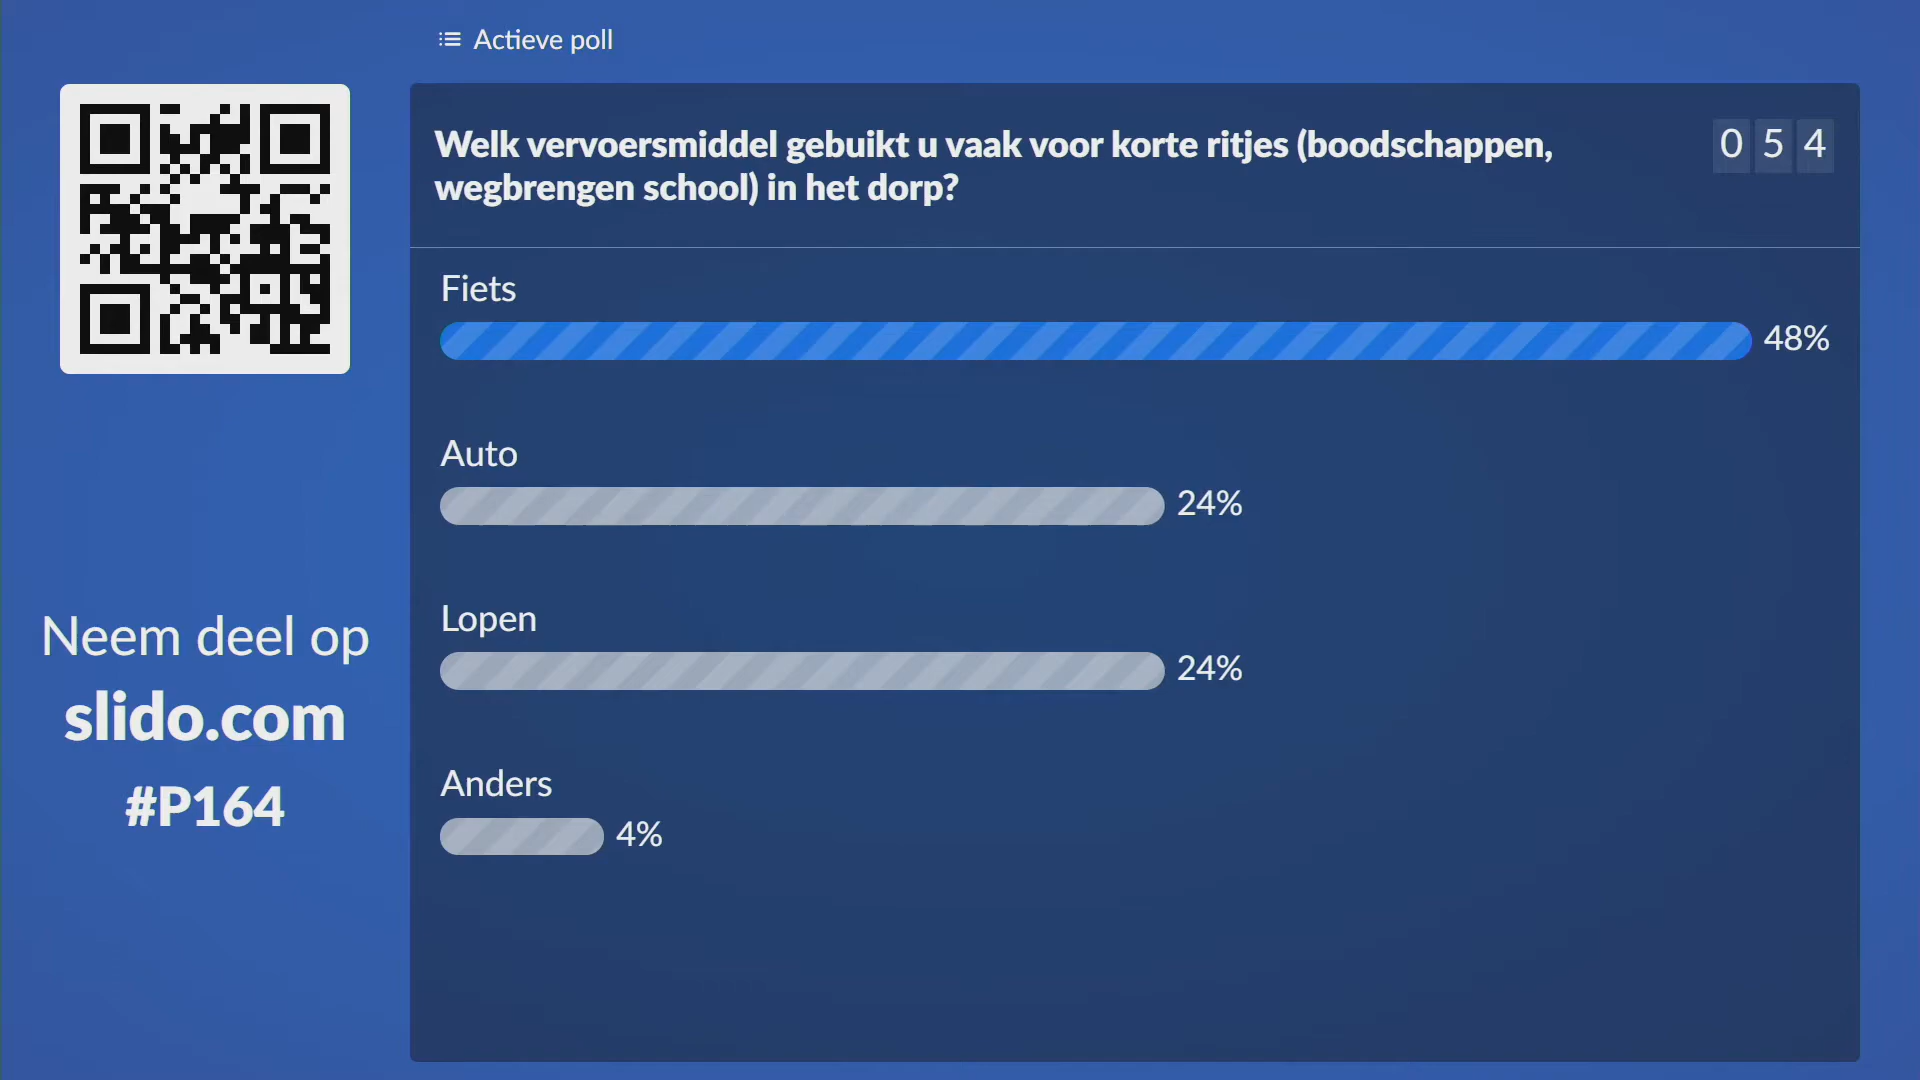 Actieve poll
Welk vervoersmiddel gebuikt u vaak voor korte ritjes (boodschappen,
wegbrengen school) in het dorp?
0 5 4
Fiets
48%
Auto
24%
Lopen
24%
Anders
4%
Neem deel op
slido.com
#P164